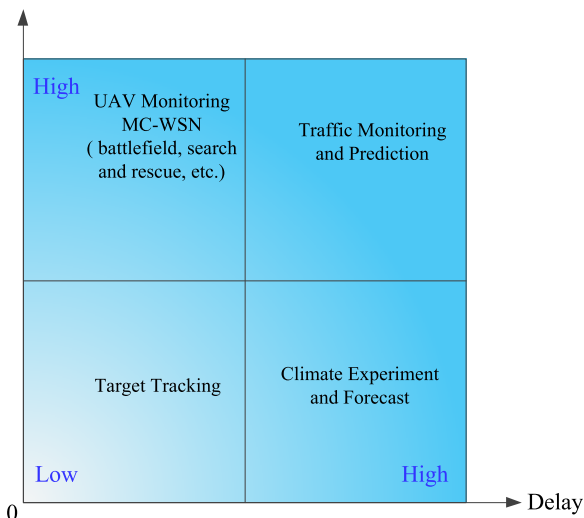 High
UAV Monitoring
MC-WSN
( battlefield, search
and rescue, etc.)
Traffic Monitoring
and Prediction
Target Tracking
Climate Experiment
and Forecast
Low
High
0
Delay